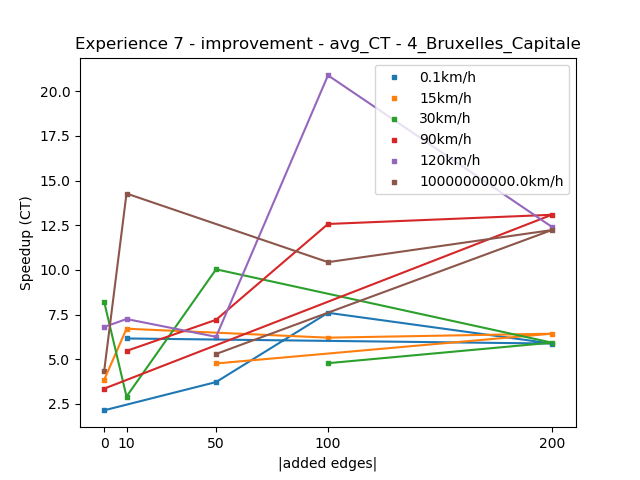 Experience 7 - improvement - avg_CT - 4_Bruxelles_Capitale
20.0
17.5
15.0
12.5
10.0
7.5
5.0
2.5
Speedup (CT)
0.1km/h
15km/h
30km/h
90km/h
120km/h
10000000000.0km/h
0 10 50 100 200
|added edges|